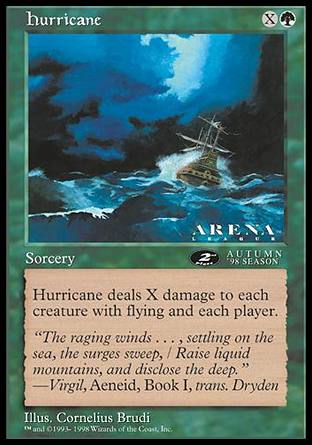 Hurricane X
ARENA
LEAGUE
Sorcery 2 AUTUMN
'98 SEASON
Hurricane deals X damage to each
creature with flying and each player.
“The raging winds . . . , settling on the
sea, the surges sweep, / Raise liquid
mountains, and disclose the deep.”
—Virgil, Aeneid, Book I, trans. Dryden
Illus. Cornelius Brudi
™ and ©1993–1998 Wizards of the Coast, Inc.